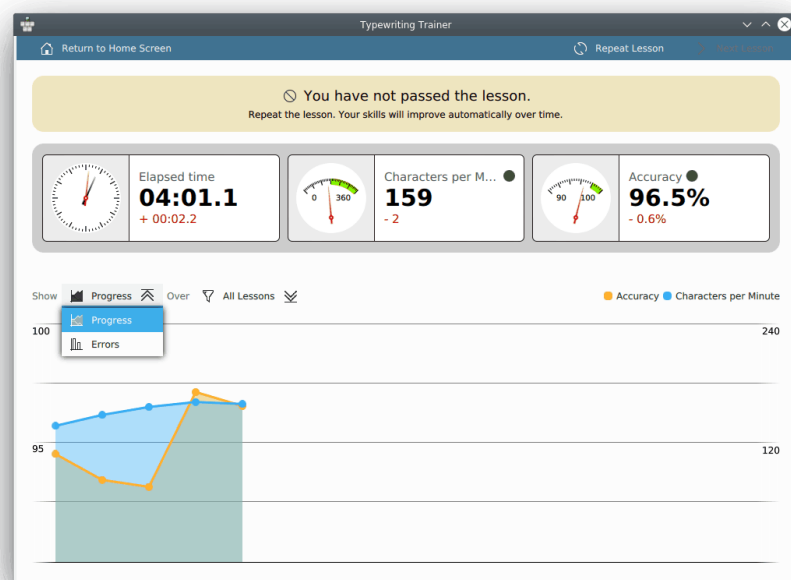 Typewriting Trainer
Return to Home Screen
Repeat Lesson
Next Lesson
You have not passed the lesson.
Repeat the lesson. Your skills will improve automatically over time.
Elapsed time
04:01.1
+ 00:02.2
0 360
Characters per M...
159
- 2
90 100
Accuracy
96.5%
- 0.6%
Show Progress Over All Lessons
Accuracy Characters per Minute
Progress
Errors
100
240
95
120